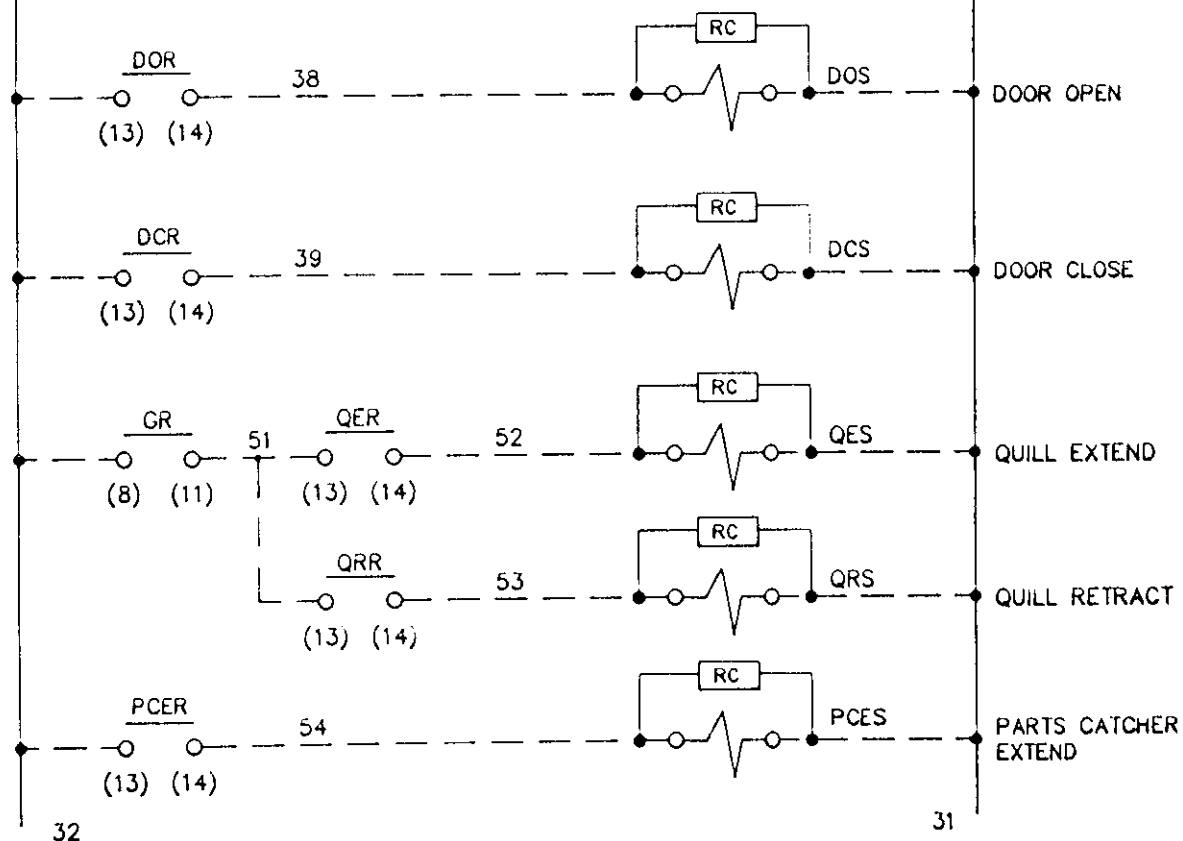 RC
DOR
38
DOS
DOOR OPEN
(13) (14)
RC
DCR
39
DCS
DOOR CLOSE
(13) (14)
RC
GR
51
QER
52
QES
QUILL EXTEND
(8) (11)
(13) (14)
RC
QRR
53
QRS
QUILL RETRACT
(13) (14)
RC
PCER
54
PCES
PARTS CATCHER
EXTEND
(13) (14)
32
31